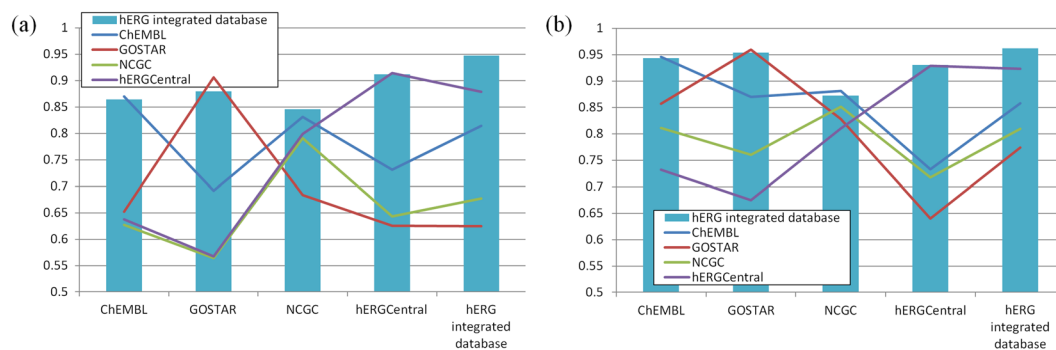 (a)
hERG integrated database
ChEMBL
GOSTAR
NCGC
hERGCentral
1
0.95
0.9
0.85
0.8
0.75
0.7
0.65
0.6
0.55
0.5
ChEMBL
GOSTAR
NCGC
hERGCentral
hERG
integrated
database
(b)
1
0.95
0.9
0.85
0.8
0.75
0.7
0.65
0.6
0.55
0.5
hERG integrated database
ChEMBL
GOSTAR
NCGC
hERGCentral
ChEMBL
GOSTAR
NCGC
hERGCentral
hERG
integrated
database